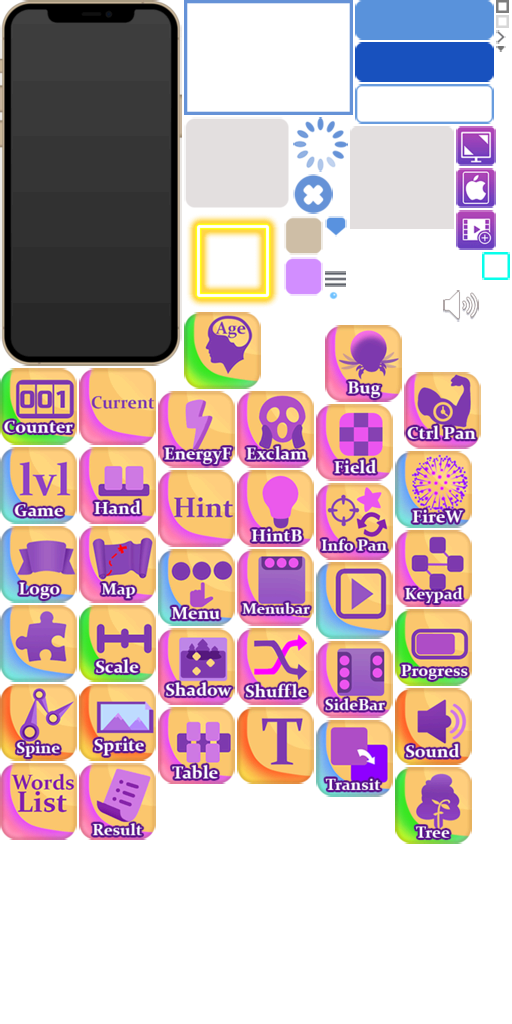 Age
Bug
001
Counter
Current
EnergyF
Exclam
Field
Ctrl Pan
lvl
Game
Hand
Hint
HintB
Info Pan
FireW
Logo
Map
Menu
Menubar
Keypad
Scale
Shadow
Shuffle
SideBar
Progress
Spine
Sprite
Table
T
Transit
Sound
Words
List
Result
Tree